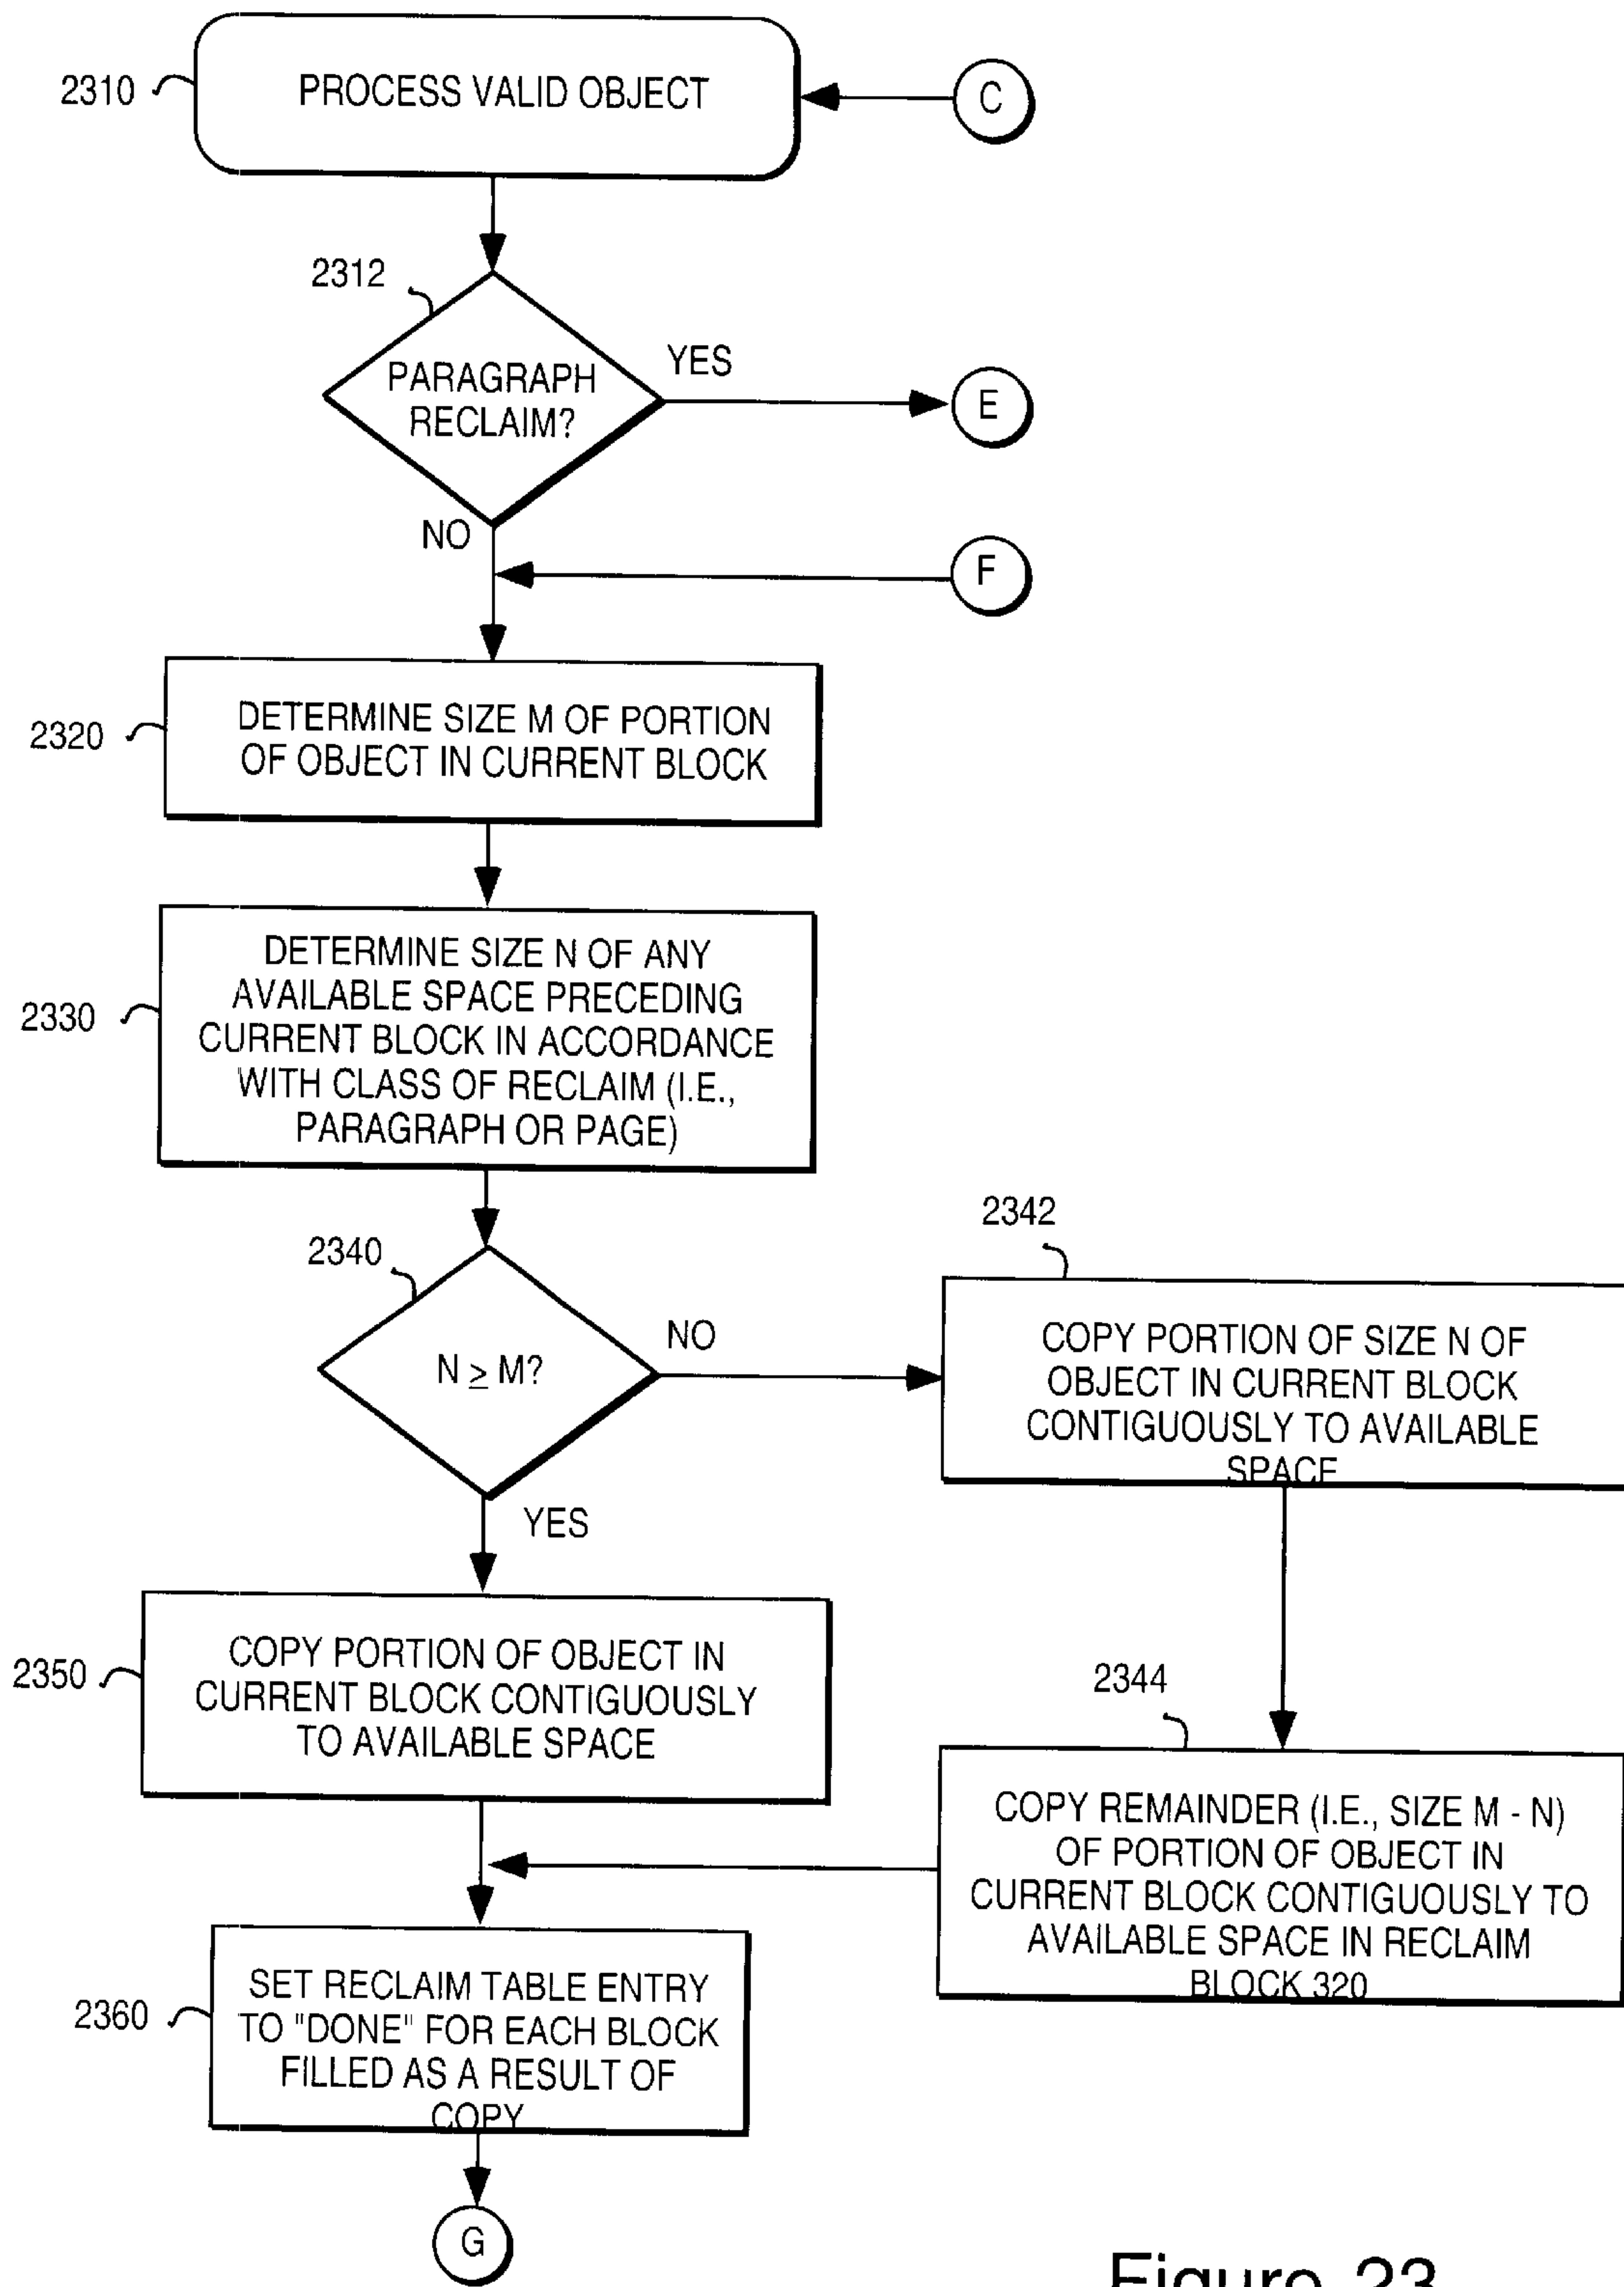 2310
PROCESS VALID OBJECT
C
2312
PARAGRAPH
RECLAIM?
YES
E
NO
F
2320
DETERMINE SIZE M OF PORTION
OF OBJECT IN CURRENT BLOCK
2330
DETERMINE SIZE N OF ANY
AVAILABLE SPACE PRECEDING
CURRENT BLOCK IN ACCORDANCE
WITH CLASS OF RECLAIM (I.E.,
PARAGRAPH OR PAGE)
2340
N ≥ M?
NO
YES
2342
COPY PORTION OF SIZE N OF
OBJECT IN CURRENT BLOCK
CONTIGUOUSLY TO AVAILABLE
SPACE
2350
COPY PORTION OF OBJECT IN
CURRENT BLOCK CONTIGUOUSLY
TO AVAILABLE SPACE
2344
COPY REMAINDER (I.E., SIZE M - N)
OF PORTION OF OBJECT IN
CURRENT BLOCK CONTIGUOUSLY TO
AVAILABLE SPACE IN RECLAIM
BLOCK 320
2360
SET RECLAIM TABLE ENTRY
TO "DONE" FOR EACH BLOCK
FILLED AS A RESULT OF
COPY
G
Figure 23